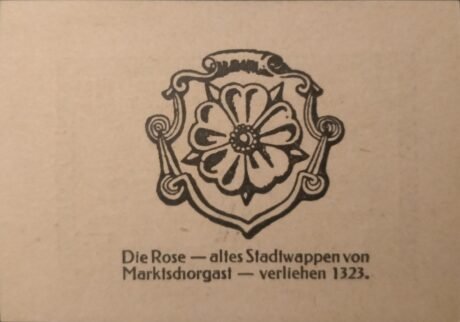 Die Rose — altes Stadtwappen von
Marktschorgast — verliehen 1323.